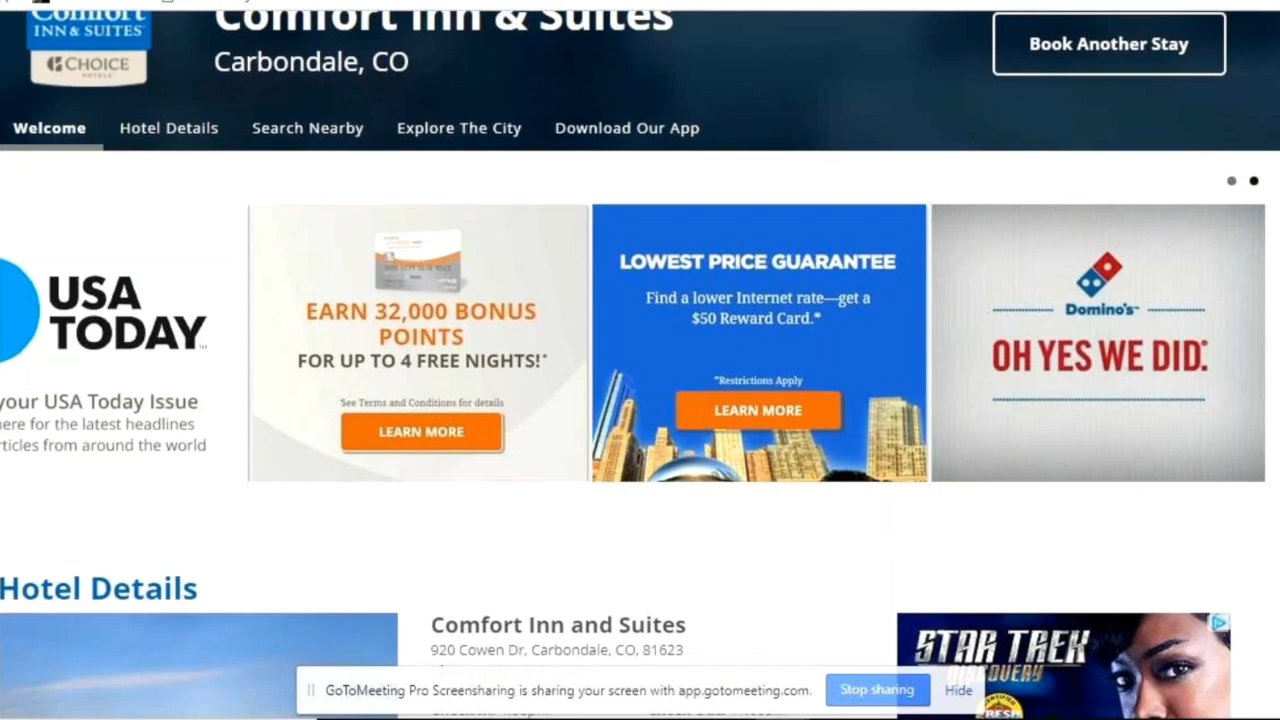 Comfort
INN & SUITES
CHOICE
HOTELS
Comfort Inn & Suites
Carbondale, CO
Book Another Stay
Welcome
Hotel Details
Search Nearby
Explore The City
Download Our App
USA
TODAY
your USA Today Issue
here for the latest headlines
rticles from around the world
EARN 32,000 BONUS
POINTS
FOR UP TO 4 FREE NIGHTS!*
*See Terms and Conditions for details
LEARN MORE
LOWEST PRICE GUARANTEE
Find a lower Internet rate—get a
$50 Reward Card.*
*Restrictions Apply
LEARN MORE
Domino's™
OH YES WE DID.®
Hotel Details
Comfort Inn and Suites
920 Cowen Dr, Carbondale, CO, 81623
STAR TREK
DISCOVERY
FRESH
GoToMeeting Pro Screensharing is sharing your screen with app.gotomeeting.com.
Stop sharing
Hide